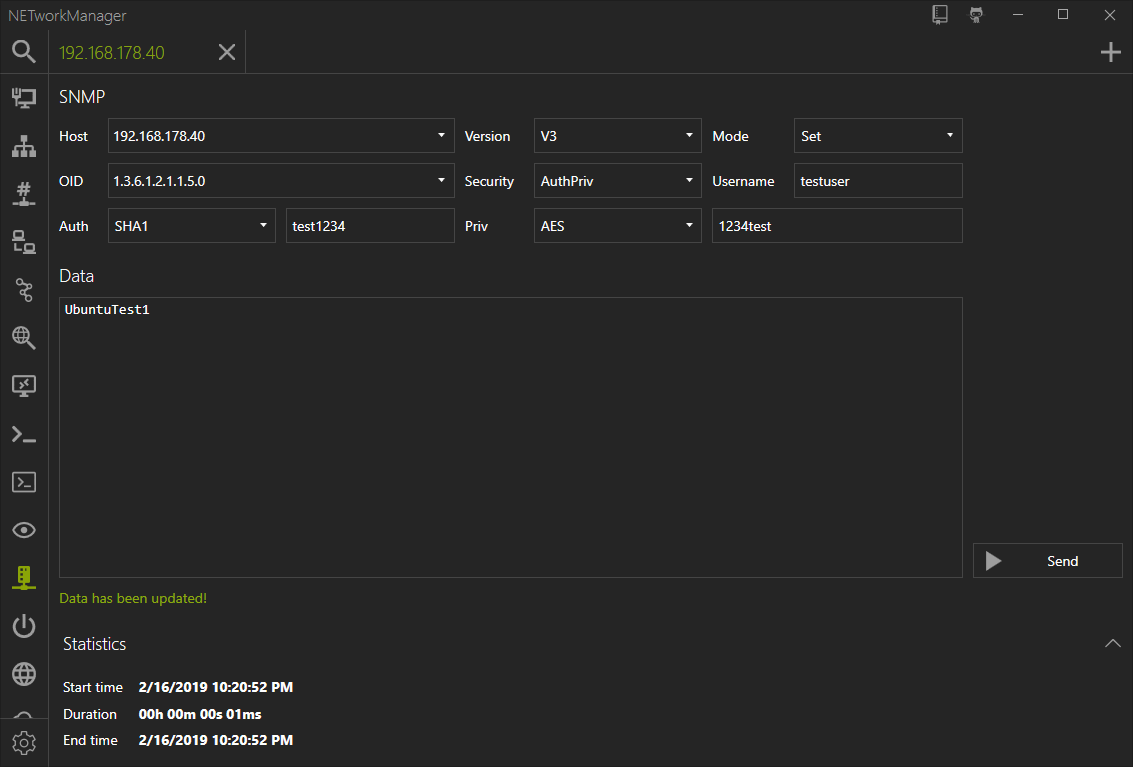 NETworkManager
192.168.178.40
SNMP
Host 192.168.178.40 Version V3 Mode Set
OID 1.3.6.1.2.1.1.5.0 Security AuthPriv Username testuser
Auth SHA1 test1234 Priv AES 1234test
Data
UbuntuTest1
Send
Data has been updated!
Statistics
Start time 2/16/2019 10:20:52 PM
Duration 00h 00m 00s 01ms
End time 2/16/2019 10:20:52 PM